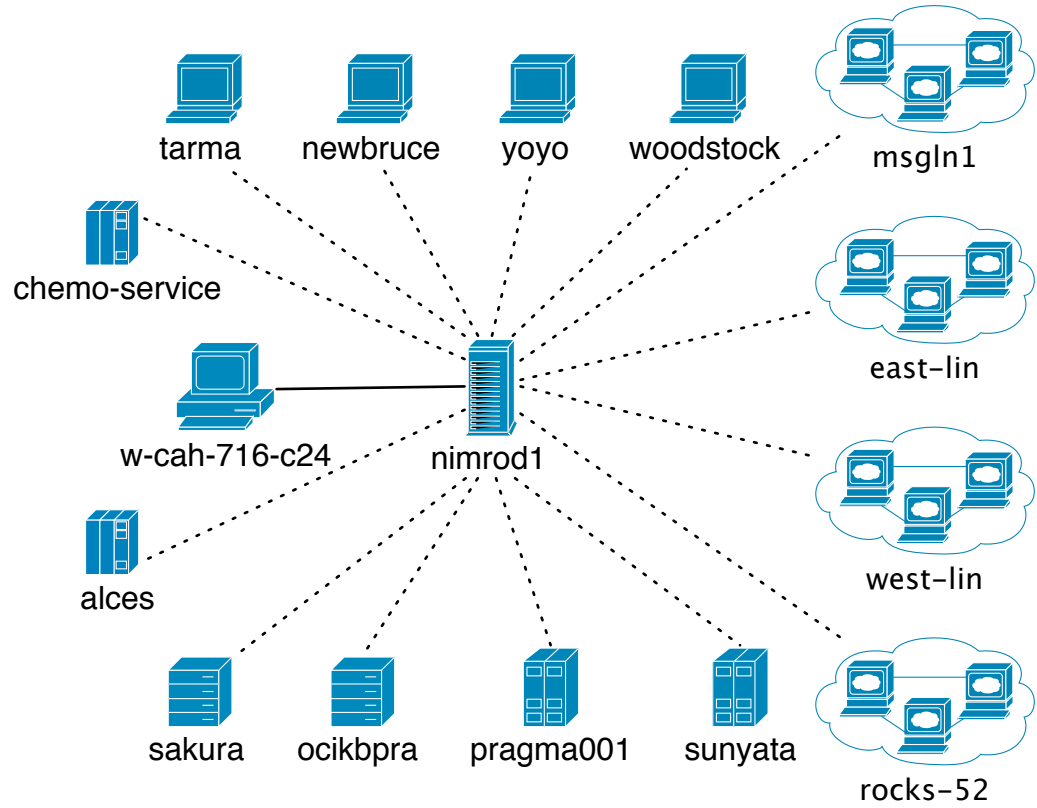 tarma
newbruce
yoyo
woodstock
msgln1
chemo-service
east-lin
w-cah-716-c24
nimrod1
west-lin
alces
sakura
ocikbpra
pragma001
sunyata
rocks-52